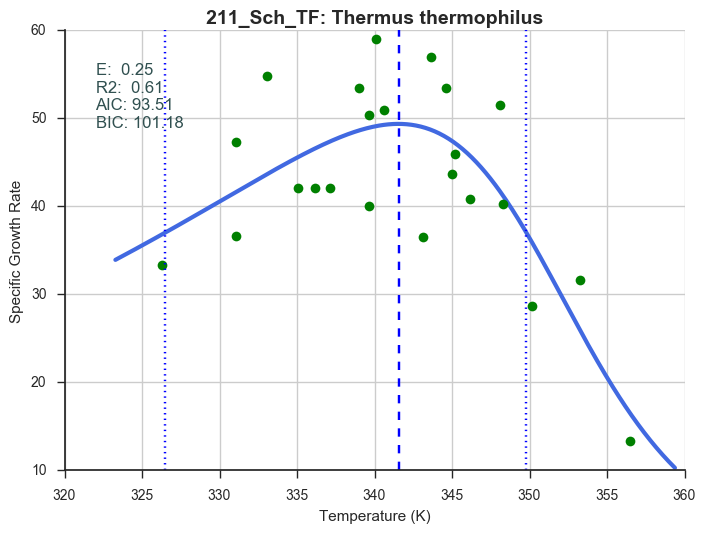 211_Sch_TF: Thermus thermophilus
E:  0.25
R2:  0.61
AIC: 93.51
BIC: 101.18
60
50
40
30
20
10
Specific Growth Rate
320 325 330 335 340 345 350 355 360
Temperature (K)